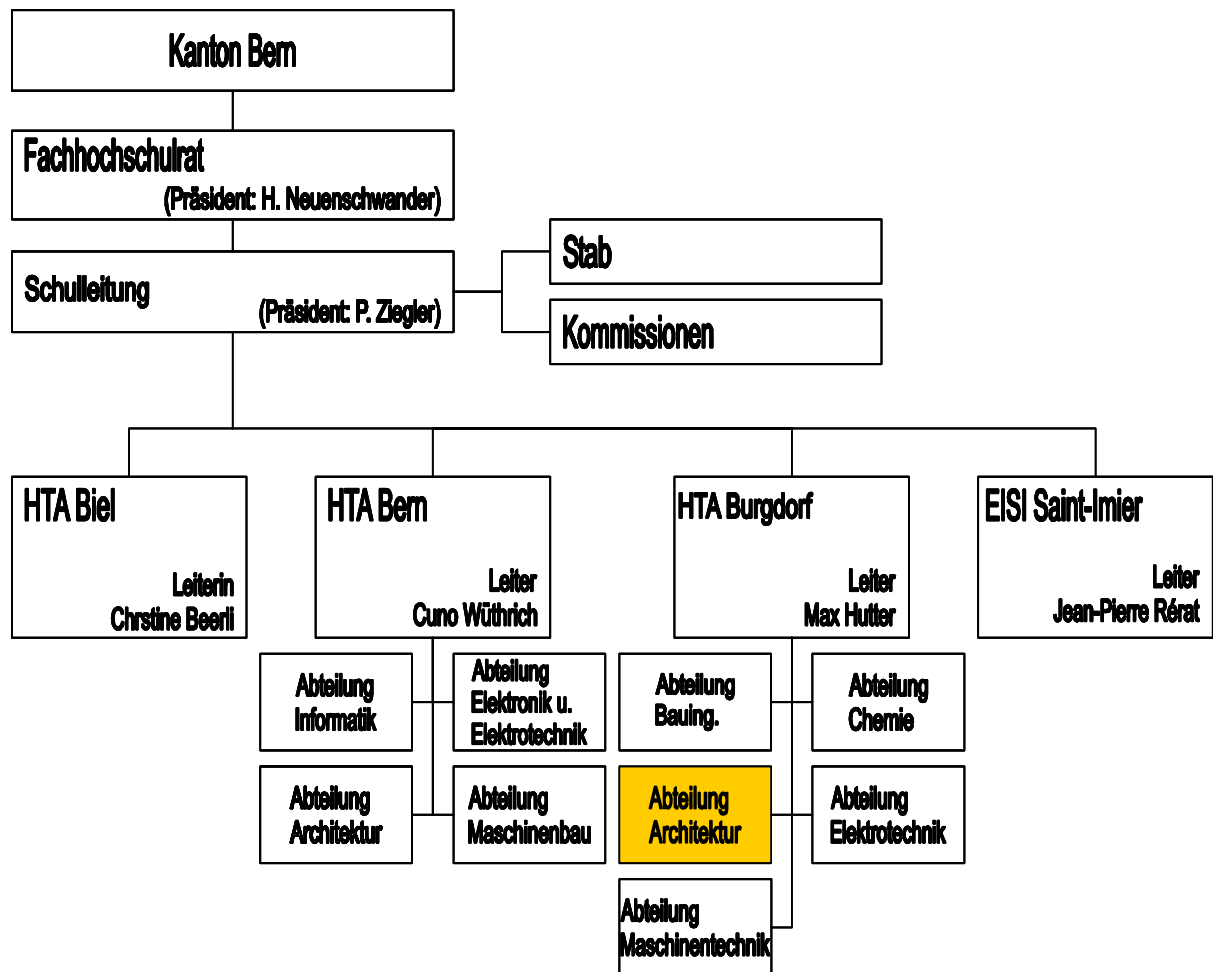 Kanton Bern
Fachhochschulrat
(Präsident: H. Neuenschwander)
Schulleitung
(Präsident: P. Ziegler)
Stab
Kommissionen
HTA Biel
Leiterin
Chrstine Beerli
HTA Bern
Leiter
Cuno Wüthrich
HTA Burgdorf
Leiter
Max Hutter
EISI Saint-Imier
Leiter
Jean-Pierre Rérat
Abteilung
Informatik
Abteilung
Elektronik u.
Elektrotechnik
Abteilung
Bauing.
Abteilung
Chemie
Abteilung
Architektur
Abteilung
Maschinenbau
Abteilung
Architektur
Abteilung
Elektrotechnik
Abteilung
Maschinentechnik